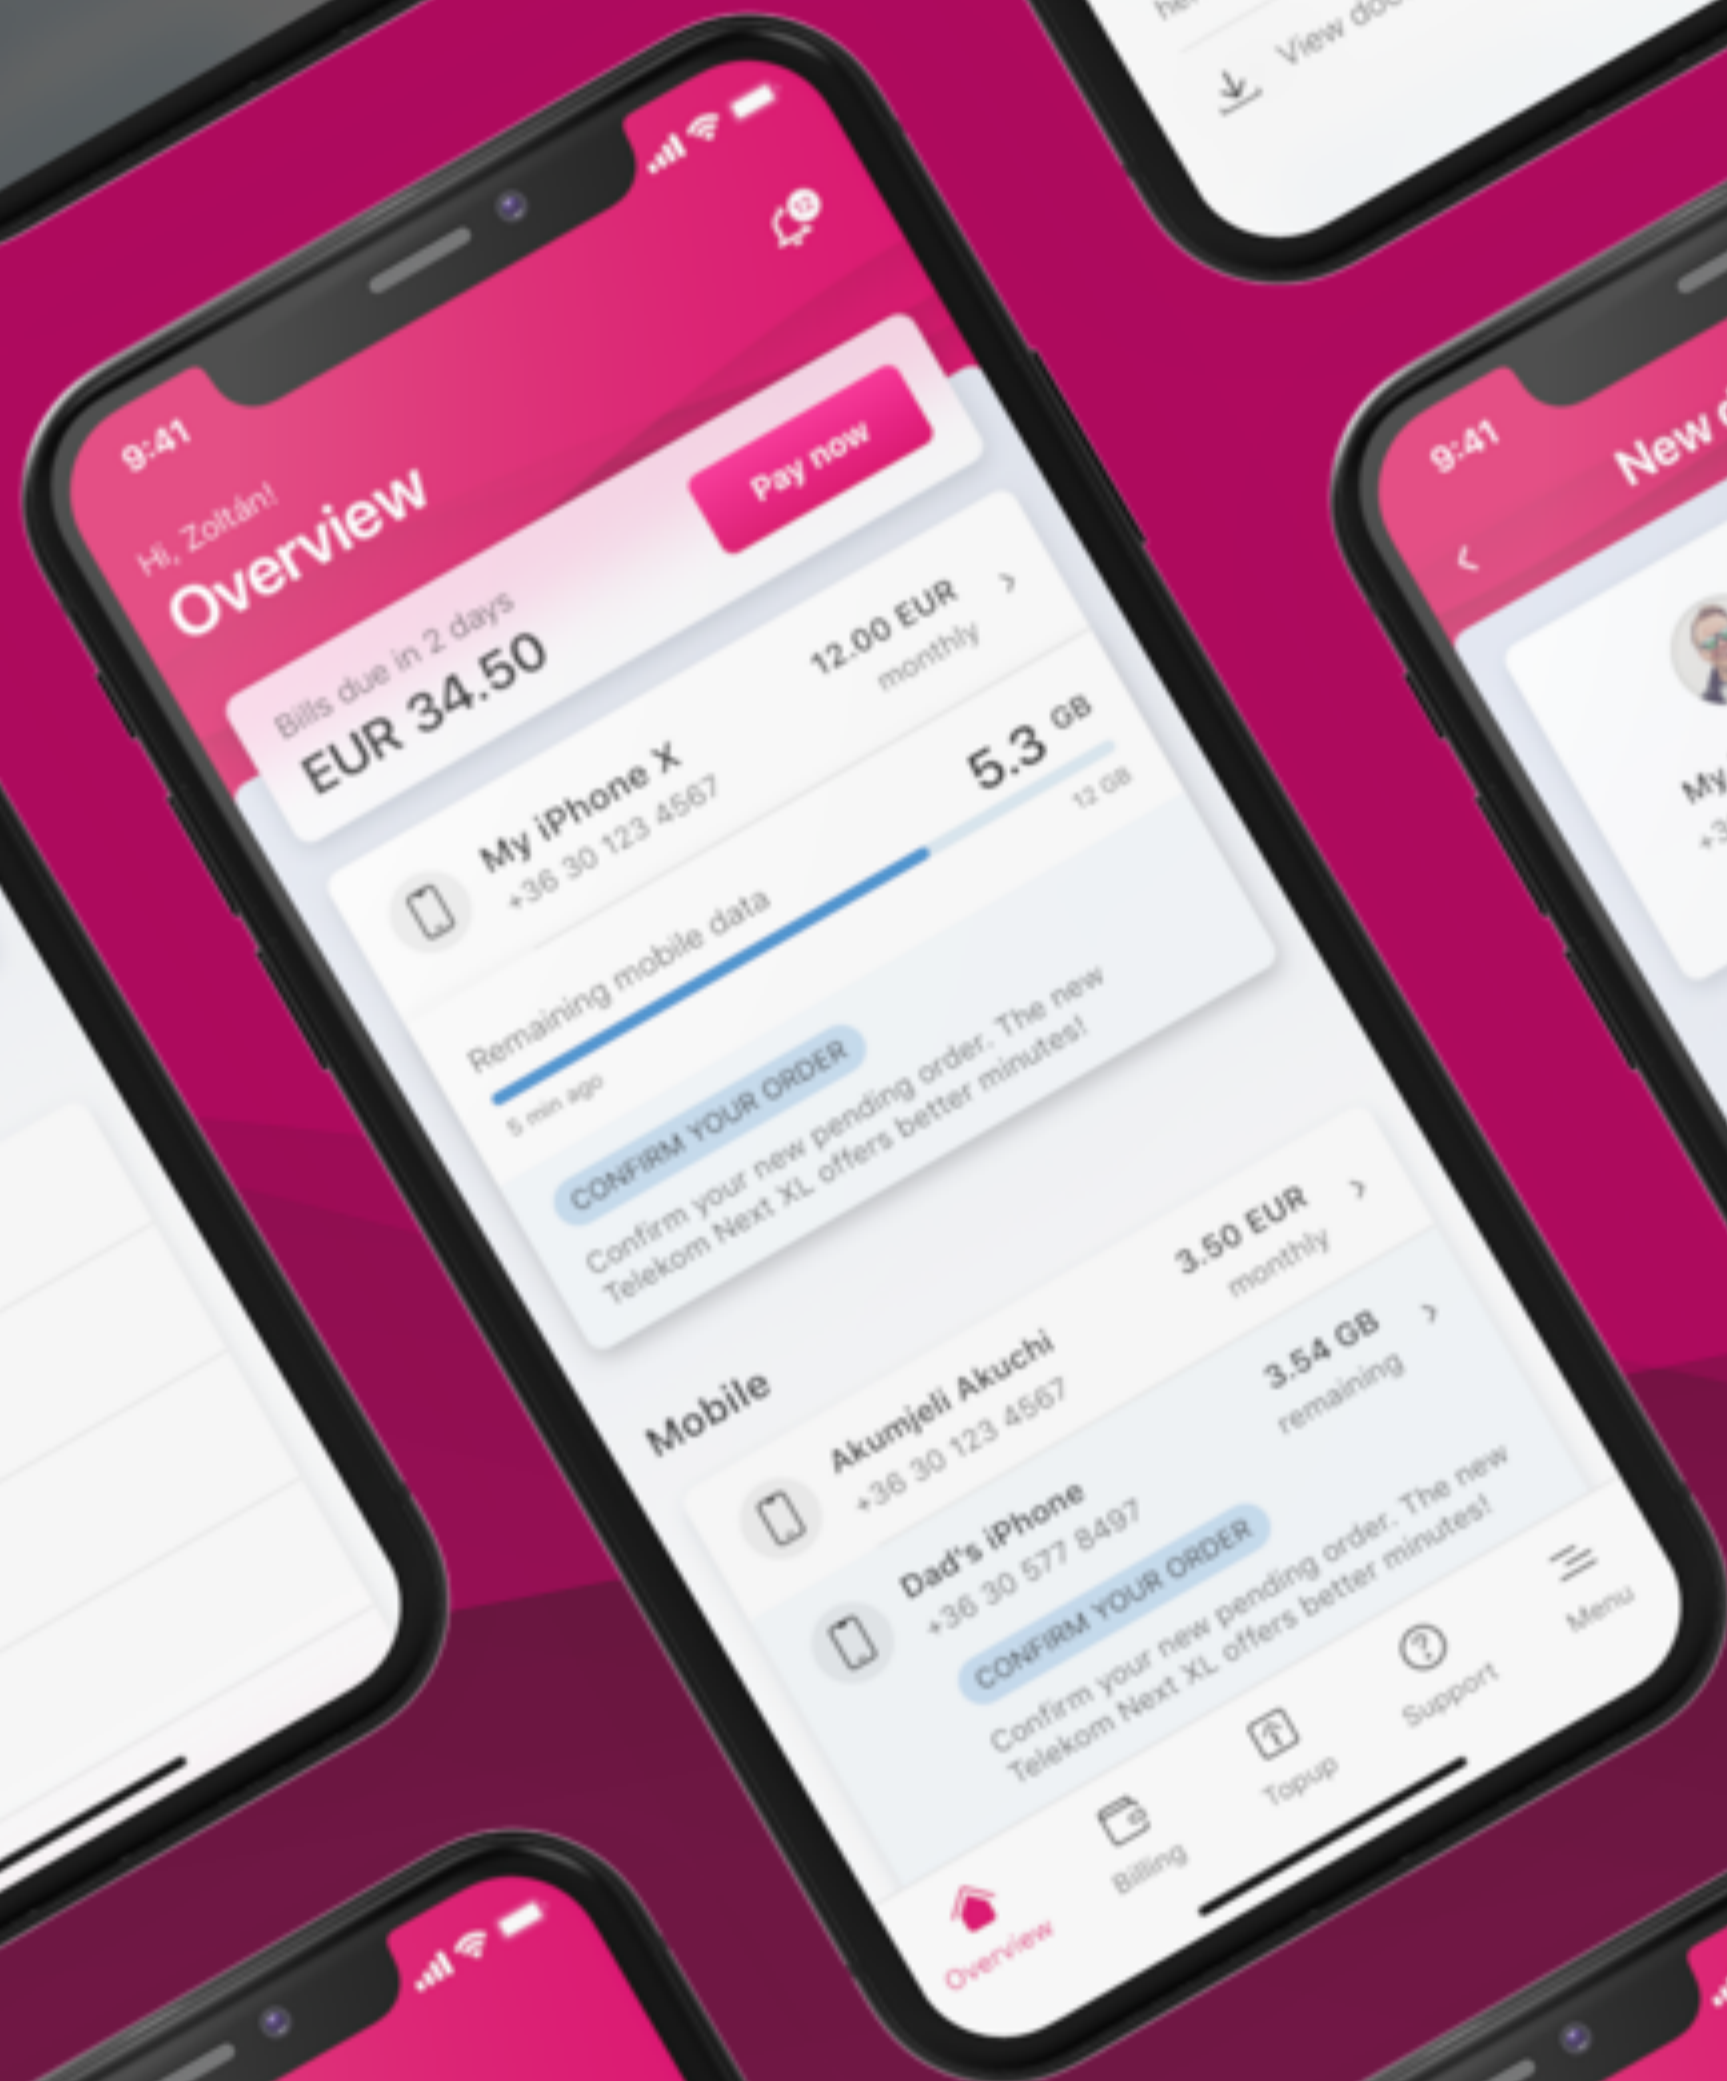 9:41
12
Hi, Zoltán!
Overview
Bills due in 2 days
EUR 34.50
Pay now
My iPhone X
+36 30 123 4567
12.00 EUR
monthly
Remaining mobile data
5.3 GB
5 min ago
12 GB
CONFIRM YOUR ORDER
Confirm your new pending order. The new
Telekom Next XL offers better minutes!
Mobile
Akumjeli Akuchi
+36 30 123 4567
3.50 EUR
monthly
Dad's iPhone
+36 30 577 8497
3.54 GB
remaining
CONFIRM YOUR ORDER
Confirm your new pending order. The new
Telekom Next XL offers better minutes!
Overview
Billing
Topup
Support
Menu
View
9:41
New
My